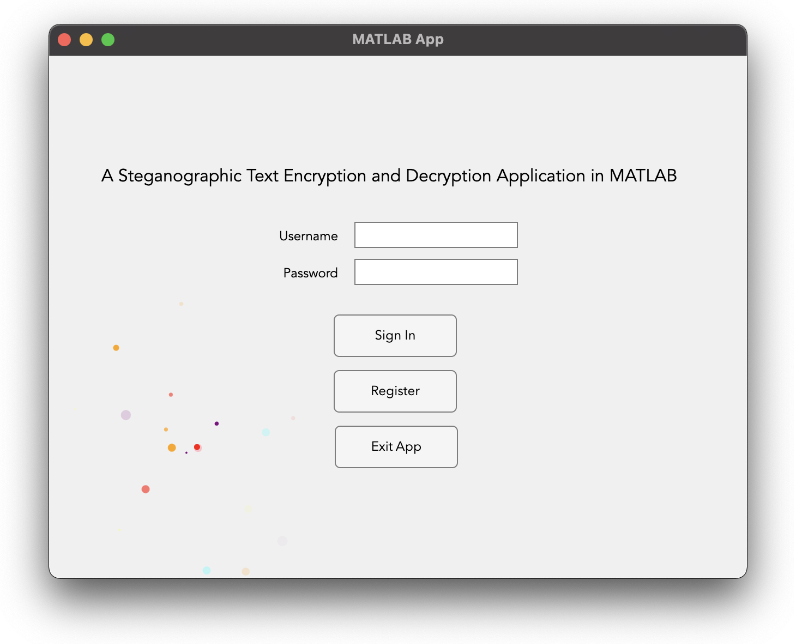 MATLAB App
A Steganographic Text Encryption and Decryption Application in MATLAB
Username
Password
Sign In
Register
Exit App